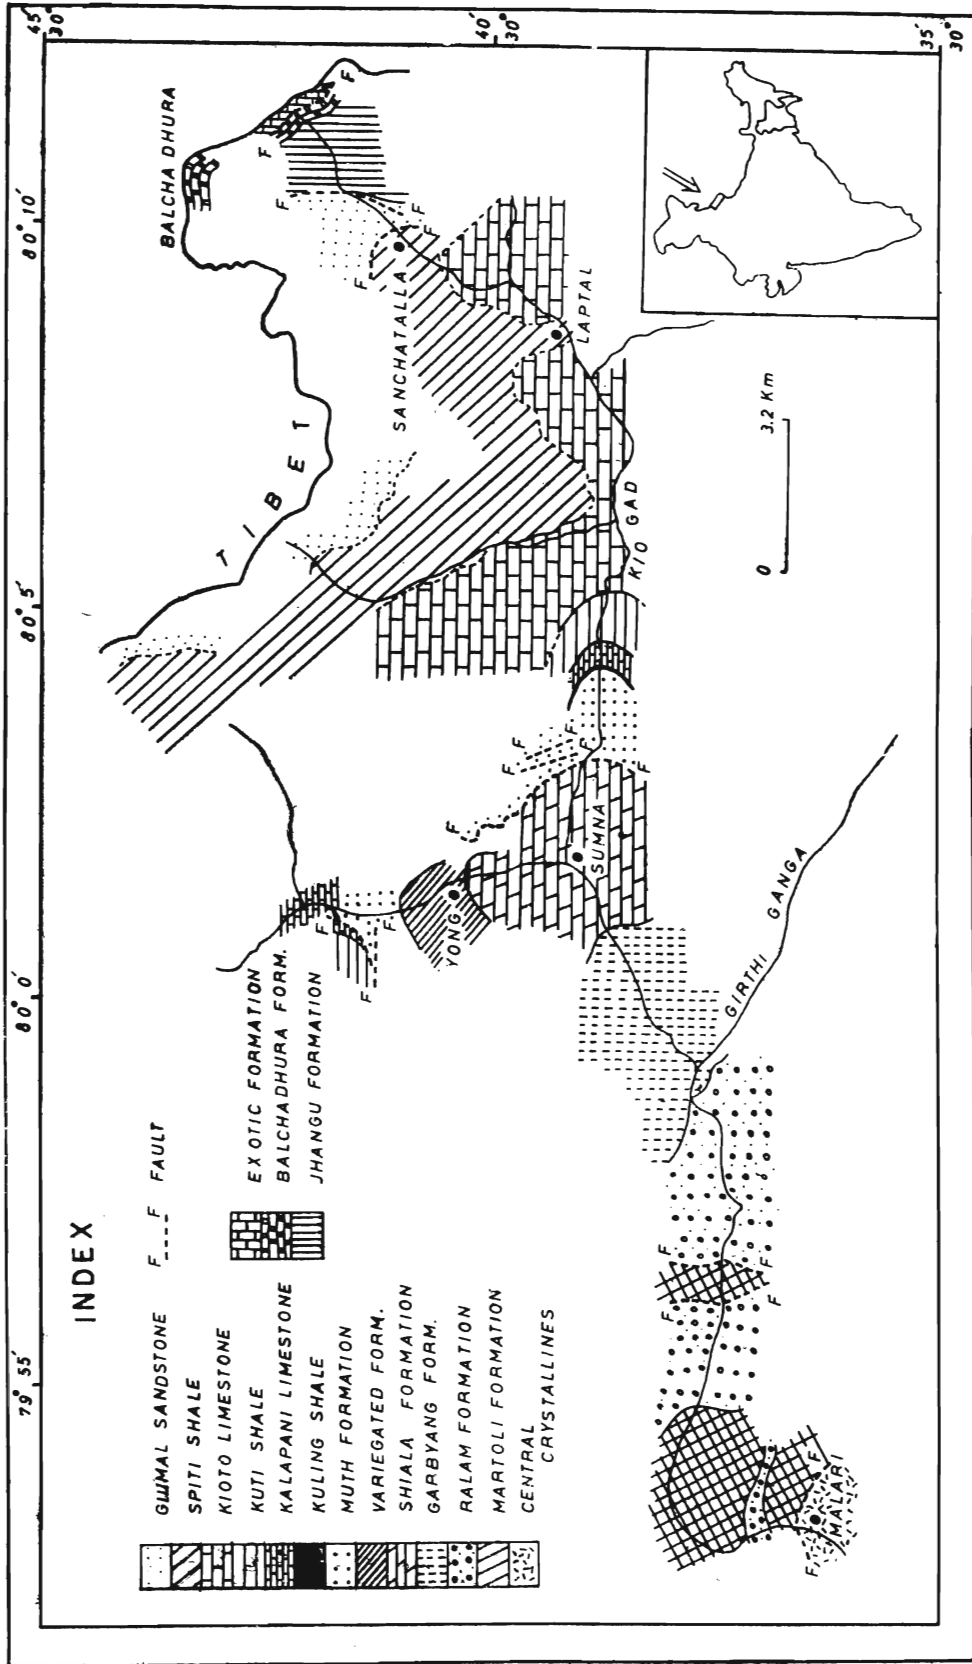 45'
30°
40'
30°
35'
30°
79° 55'
80° 0'
80° 5'
80° 10'
BALCHA DHURA
F
F
F
F
F
F
SANCHATALLA
TIBET
LAPTAL
KIO GAD
F
F
F
F
F
F
SUMNA
YONG
F
F
F
GIRTHI GANGA
F
F
F
F
MALARI
F
F
0 3.2 Km
INDEX
GUIMAL SANDSTONE
SPITI SHALE
KIOTO LIMESTONE
KUTI SHALE
KALAPANI LIMESTONE
KULING SHALE
MUTH FORMATION
VARIEGATED FORM.
SHIALA FORMATION
GARBYANG FORM.
RALAM FORMATION
MARTOLI FORMATION
CENTRAL
CRYSTALLINES
F F FAULT
EXOTIC FORMATION
BALCHADHURA FORM.
JHANGU FORMATION